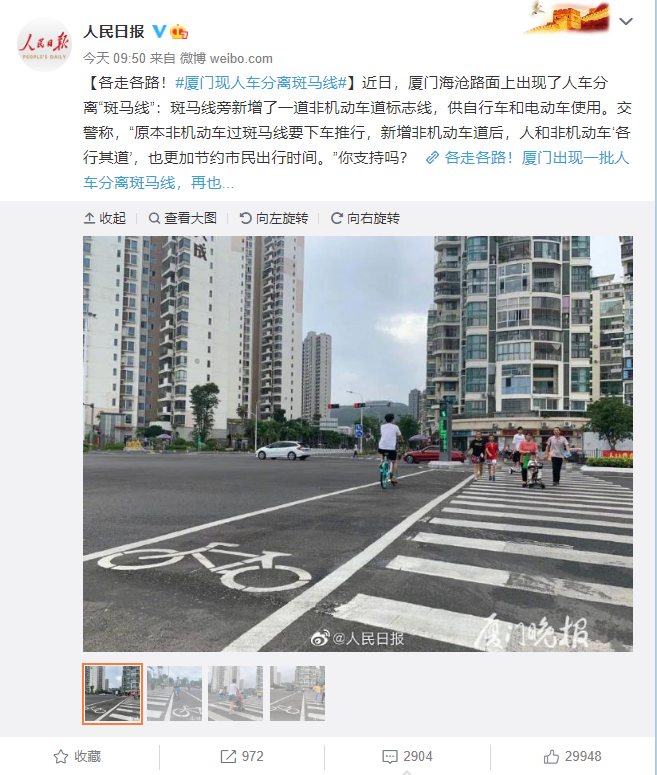 人民日报
人民日报
PEOPLE'S DAILY
今天 09:50 来自 微博 weibo.com
【各走各路！#厦门现人车分离斑马线#】近日，厦门海沧路面上出现了人车分
离“斑马线”：斑马线旁新增了一道非机动车道标志线，供自行车和电动车使用。交
警称，“原本非机动车过斑马线要下车推行，新增非机动车道后，人和非机动车‘各
行其道’，也更加节约市民出行时间。”你支持吗？ 各走各路！厦门出现一批人
车分离斑马线，再也...
收起 查看大图 向左旋转 向右旋转
成
@人民日报
厦门晚报
收藏 972 2904 29948